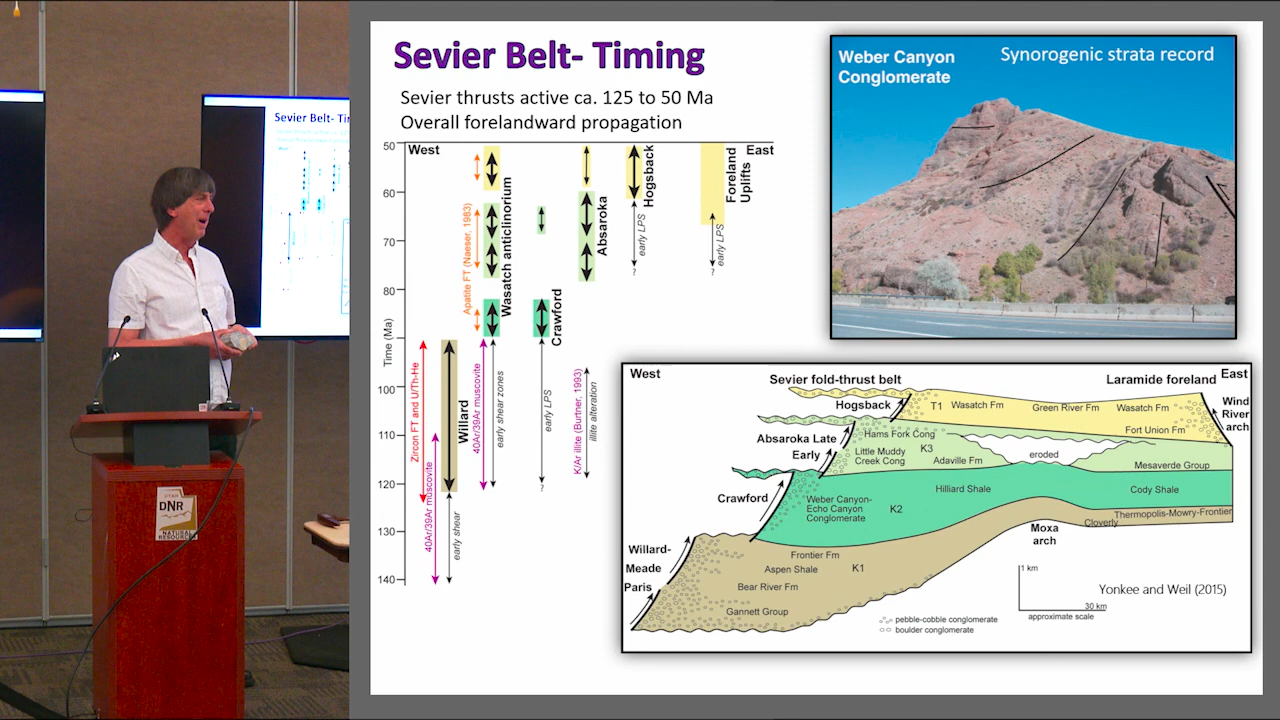 Sevier Belt- Timing
Sevier thrusts active ca. 125 to 50 Ma
Overall forelandward propagation
50
60
70
80
100
110
120
130
140
Time (Ma)
West
East
Zircon FT and U/Th-He
40Ar/39Ar muscovite
Willard
early shear
Apatite FT (Naeser, 1983)
40Ar/39Ar muscovite
Wasatch anticlinorium
early shear zones
Crawford
early LPS
?
K/Ar illite (Burtner, 1993)
illite alteration
Absaroka
Hogsback
early LPS
?
Foreland
Uplifts
early LPS
?
Weber Canyon
Conglomerate
Synorogenic strata record
West
East
Sevier fold-thrust belt
Laramide foreland
Hogsback
T1
Wasatch Fm
Green River Fm
Wasatch Fm
Wind
River
arch
Fort Union Fm
Absaroka Late
Early
Hams Fork Cong
Little Muddy
Creek Cong
K3
Adaville Fm
eroded
Mesaverde Group
Crawford
Weber Canyon-
Echo Canyon
Conglomerate
K2
Hilliard Shale
Cody Shale
Thermopolis-Mowry-Frontier
Cloverly
Moxa
arch
Willard-
Meade
Paris
Frontier Fm
Aspen Shale
K1
Bear River Fm
Gannett Group
1 km
30 km
approximate scale
Yonkee and Weil (2015)
pebble-cobble conglomerate
boulder conglomerate
Sevier Belt- Ti
UTAH
DNR
NATURAL
RESOURCES